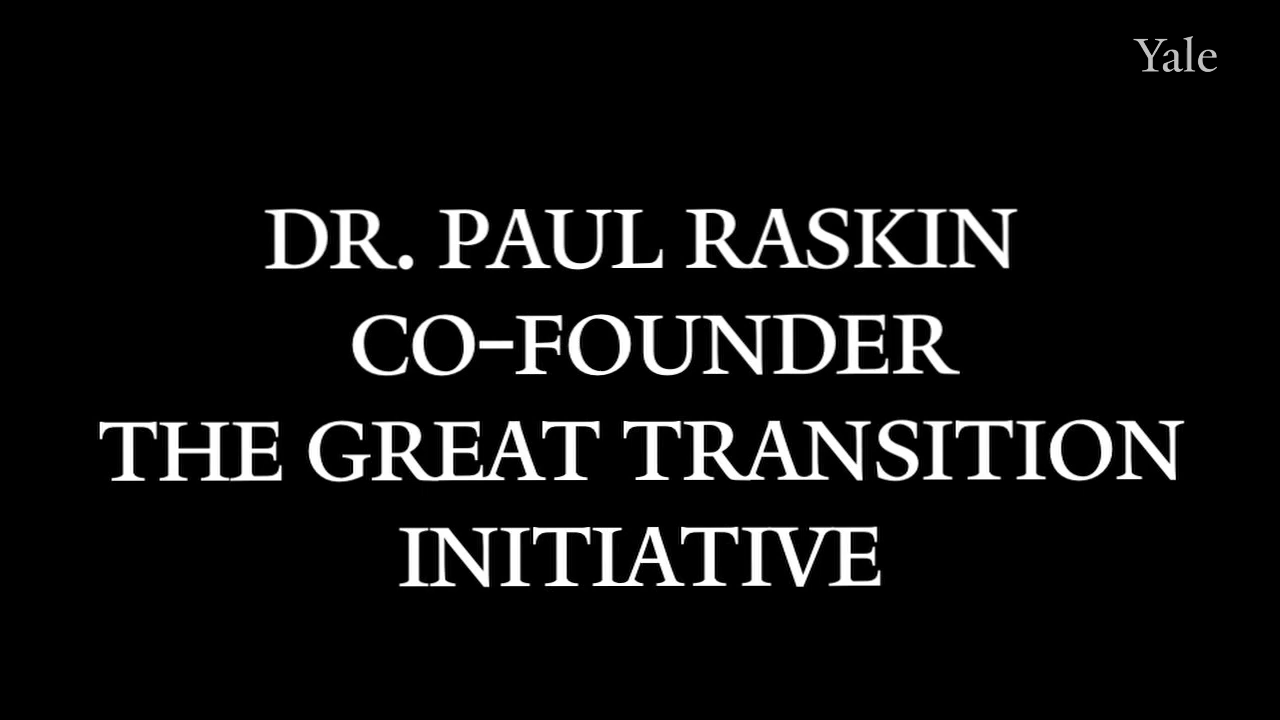 Yale
DR. PAUL RASKIN
CO-FOUNDER
THE GREAT TRANSITION
INITIATIVE